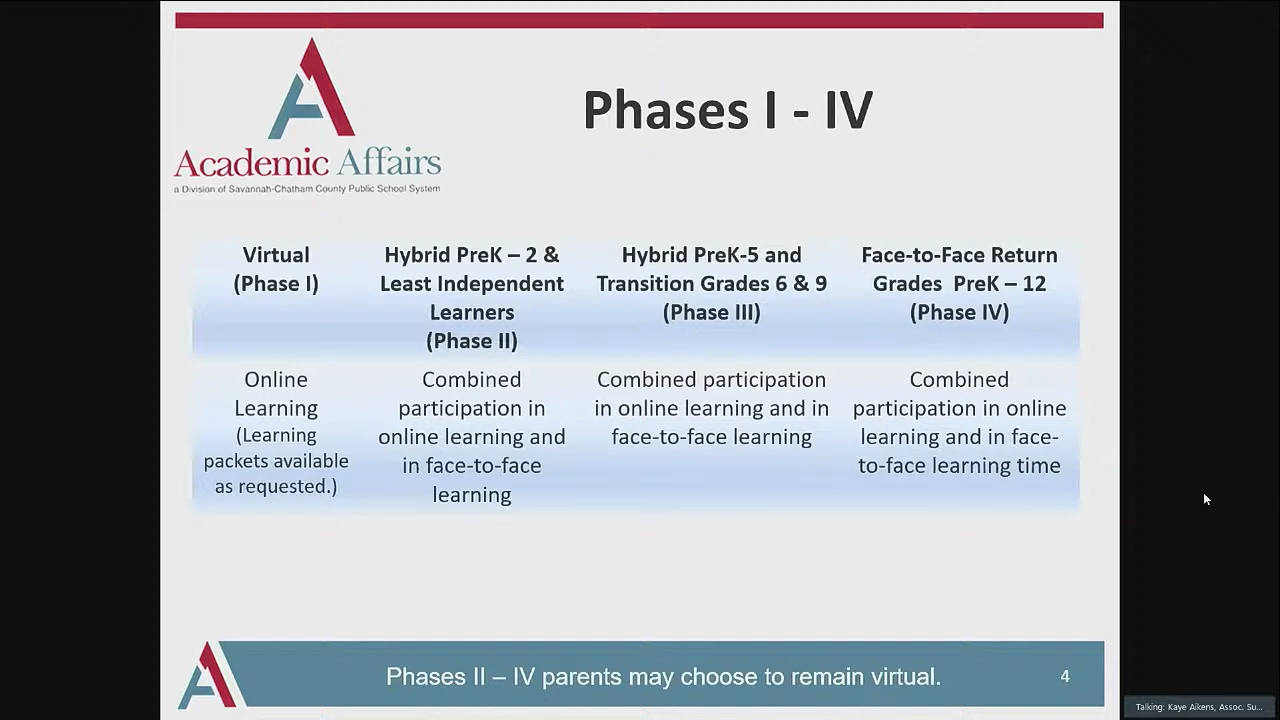 Phases I - IV
Academic Affairs
a Division of Savannah-Chatham County Public School System
Virtual
(Phase I)
Hybrid PreK – 2 &
Least Independent
Learners
(Phase II)
Hybrid PreK-5 and
Transition Grades 6 & 9
(Phase III)
Face-to-Face Return
Grades PreK – 12
(Phase IV)
Online
Learning
(Learning
packets available
as requested.)
Combined
participation in
online learning and
in face-to-face
learning
Combined participation
in online learning and in
face-to-face learning
Combined
participation in online
learning and in face-
to-face learning time
Phases II – IV parents may choose to remain virtual.
4
Talking: Kaye Aikens, Assoc. Su...